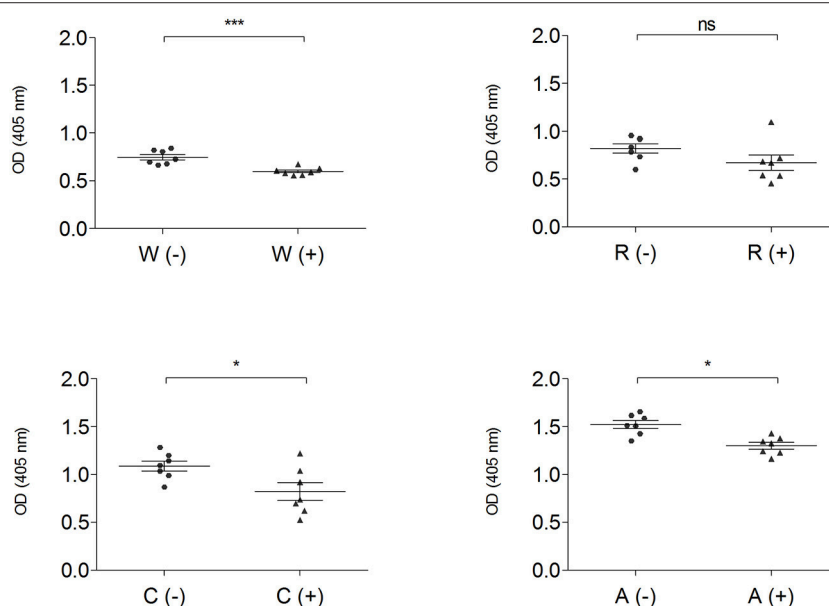 ***
2.0
1.5
1.0
0.5
0.0
OD (405 nm)
W (-)
W (+)
ns
2.0
1.5
1.0
0.5
0.0
OD (405 nm)
R (-)
R (+)
*
2.0
1.5
1.0
0.5
0.0
OD (405 nm)
C (-)
C (+)
*
2.0
1.5
1.0
0.5
0.0
OD (405 nm)
A (-)
A (+)